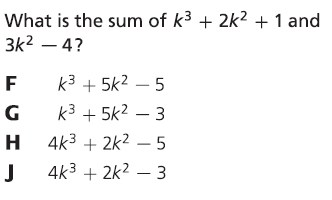 What is the sum of k³ + 2k² + 1 and
3k² – 4?
F k³ + 5k² – 5
G k³ + 5k² – 3
H 4k³ + 2k² – 5
J 4k³ + 2k² – 3